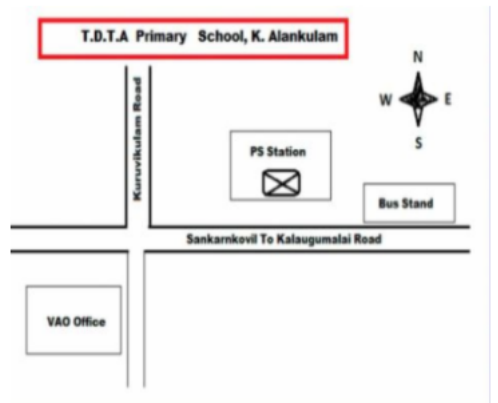 T.D.T.A Primary School, K. Alankulam
N
W E
S
Kuruvikulam Road
PS Station
Bus Stand
Sankarnkovil To Kalaugumalai Road
VAO Office